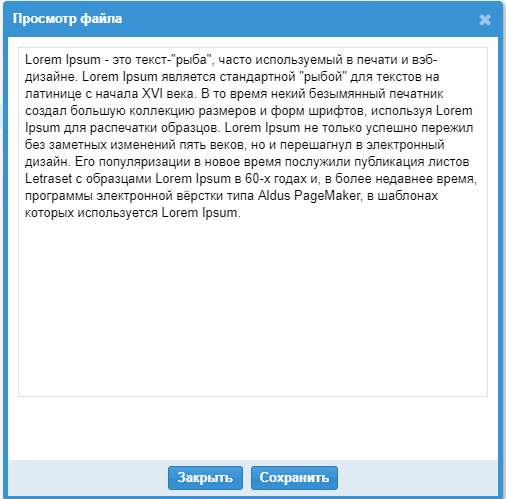 Просмотр файла
Lorem Ipsum - это текст-"рыба", часто используемый в печати и вэб-
дизайне. Lorem Ipsum является стандартной "рыбой" для текстов на
латинице с начала XVI века. В то время некий безымянный печатник
создал большую коллекцию размеров и форм шрифтов, используя Lorem
Ipsum для распечатки образцов. Lorem Ipsum не только успешно пережил
без заметных изменений пять веков, но и перешагнул в электронный
дизайн. Его популяризации в новое время послужили публикация листов
Letraset с образцами Lorem Ipsum в 60-х годах и, в более недавнее время,
программы электронной вёрстки типа Aldus PageMaker, в шаблонах
которых используется Lorem Ipsum.
Закрыть Сохранить